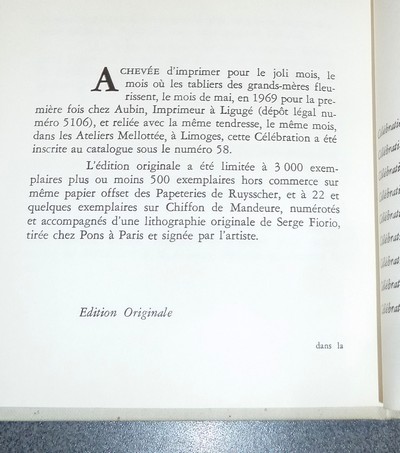 ACHEVÉE d'imprimer pour le joli mois, le
mois où les tabliers des grands-mères fleu-
rissent, le mois de mai, en 1969 pour la pre-
mière fois chez Aubin, Imprimeur à Ligugé (dépôt légal nu-
méro 5106), et reliée avec la même tendresse, le même mois,
dans les Ateliers Mellottée, à Limoges, cette Célébration a été
inscrite au catalogue sous le numéro 58.
L'édition originale a été limitée à 3 000 exem-
plaires plus ou moins 500 exemplaires hors commerce sur
même papier offset des Papeteries de Ruysscher, et à 22 et
quelques exemplaires sur Chiffon de Mandeure, numérotés
et accompagnés d'une lithographie originale de Serge Fiorio,
tirée chez Pons à Paris et signée par l'artiste.
Edition Originale
dans la